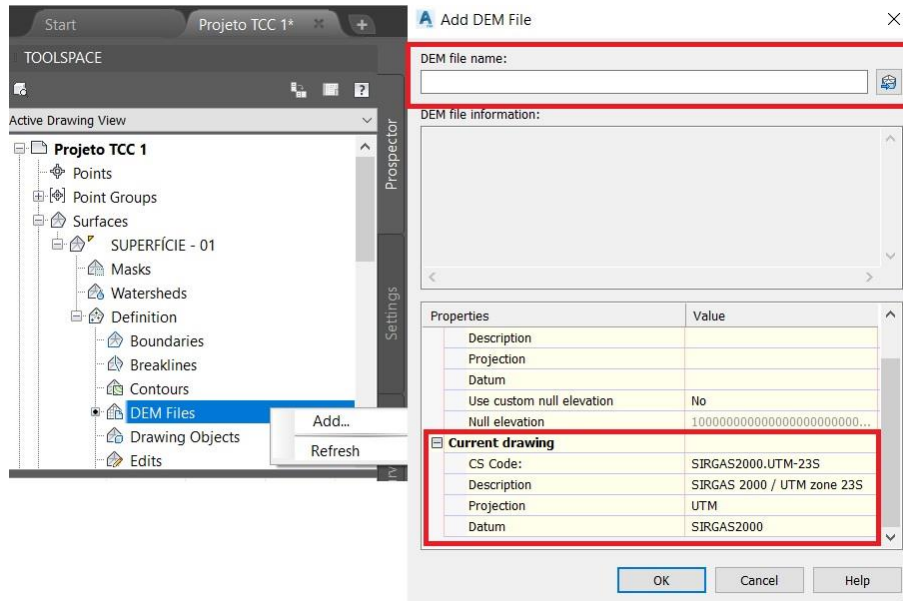 Start
Projeto TCC 1*
TOOLSPACE
Active Drawing View
Projeto TCC 1
Points
Point Groups
Surfaces
SUPERFÍCIE - 01
Masks
Watersheds
Definition
Boundaries
Breaklines
Contours
DEM Files
Drawing Objects
Edits
Add...
Refresh
Prospector
Settings
Add DEM File
DEM file name:
DEM file information:
Properties Value
Description
Projection
Datum
Use custom null elevation No
Null elevation
Current drawing
CS Code: SIRGAS2000.UTM-23S
Description SIRGAS 2000 / UTM zone 23S
Projection UTM
Datum SIRGAS2000
OK Cancel Help